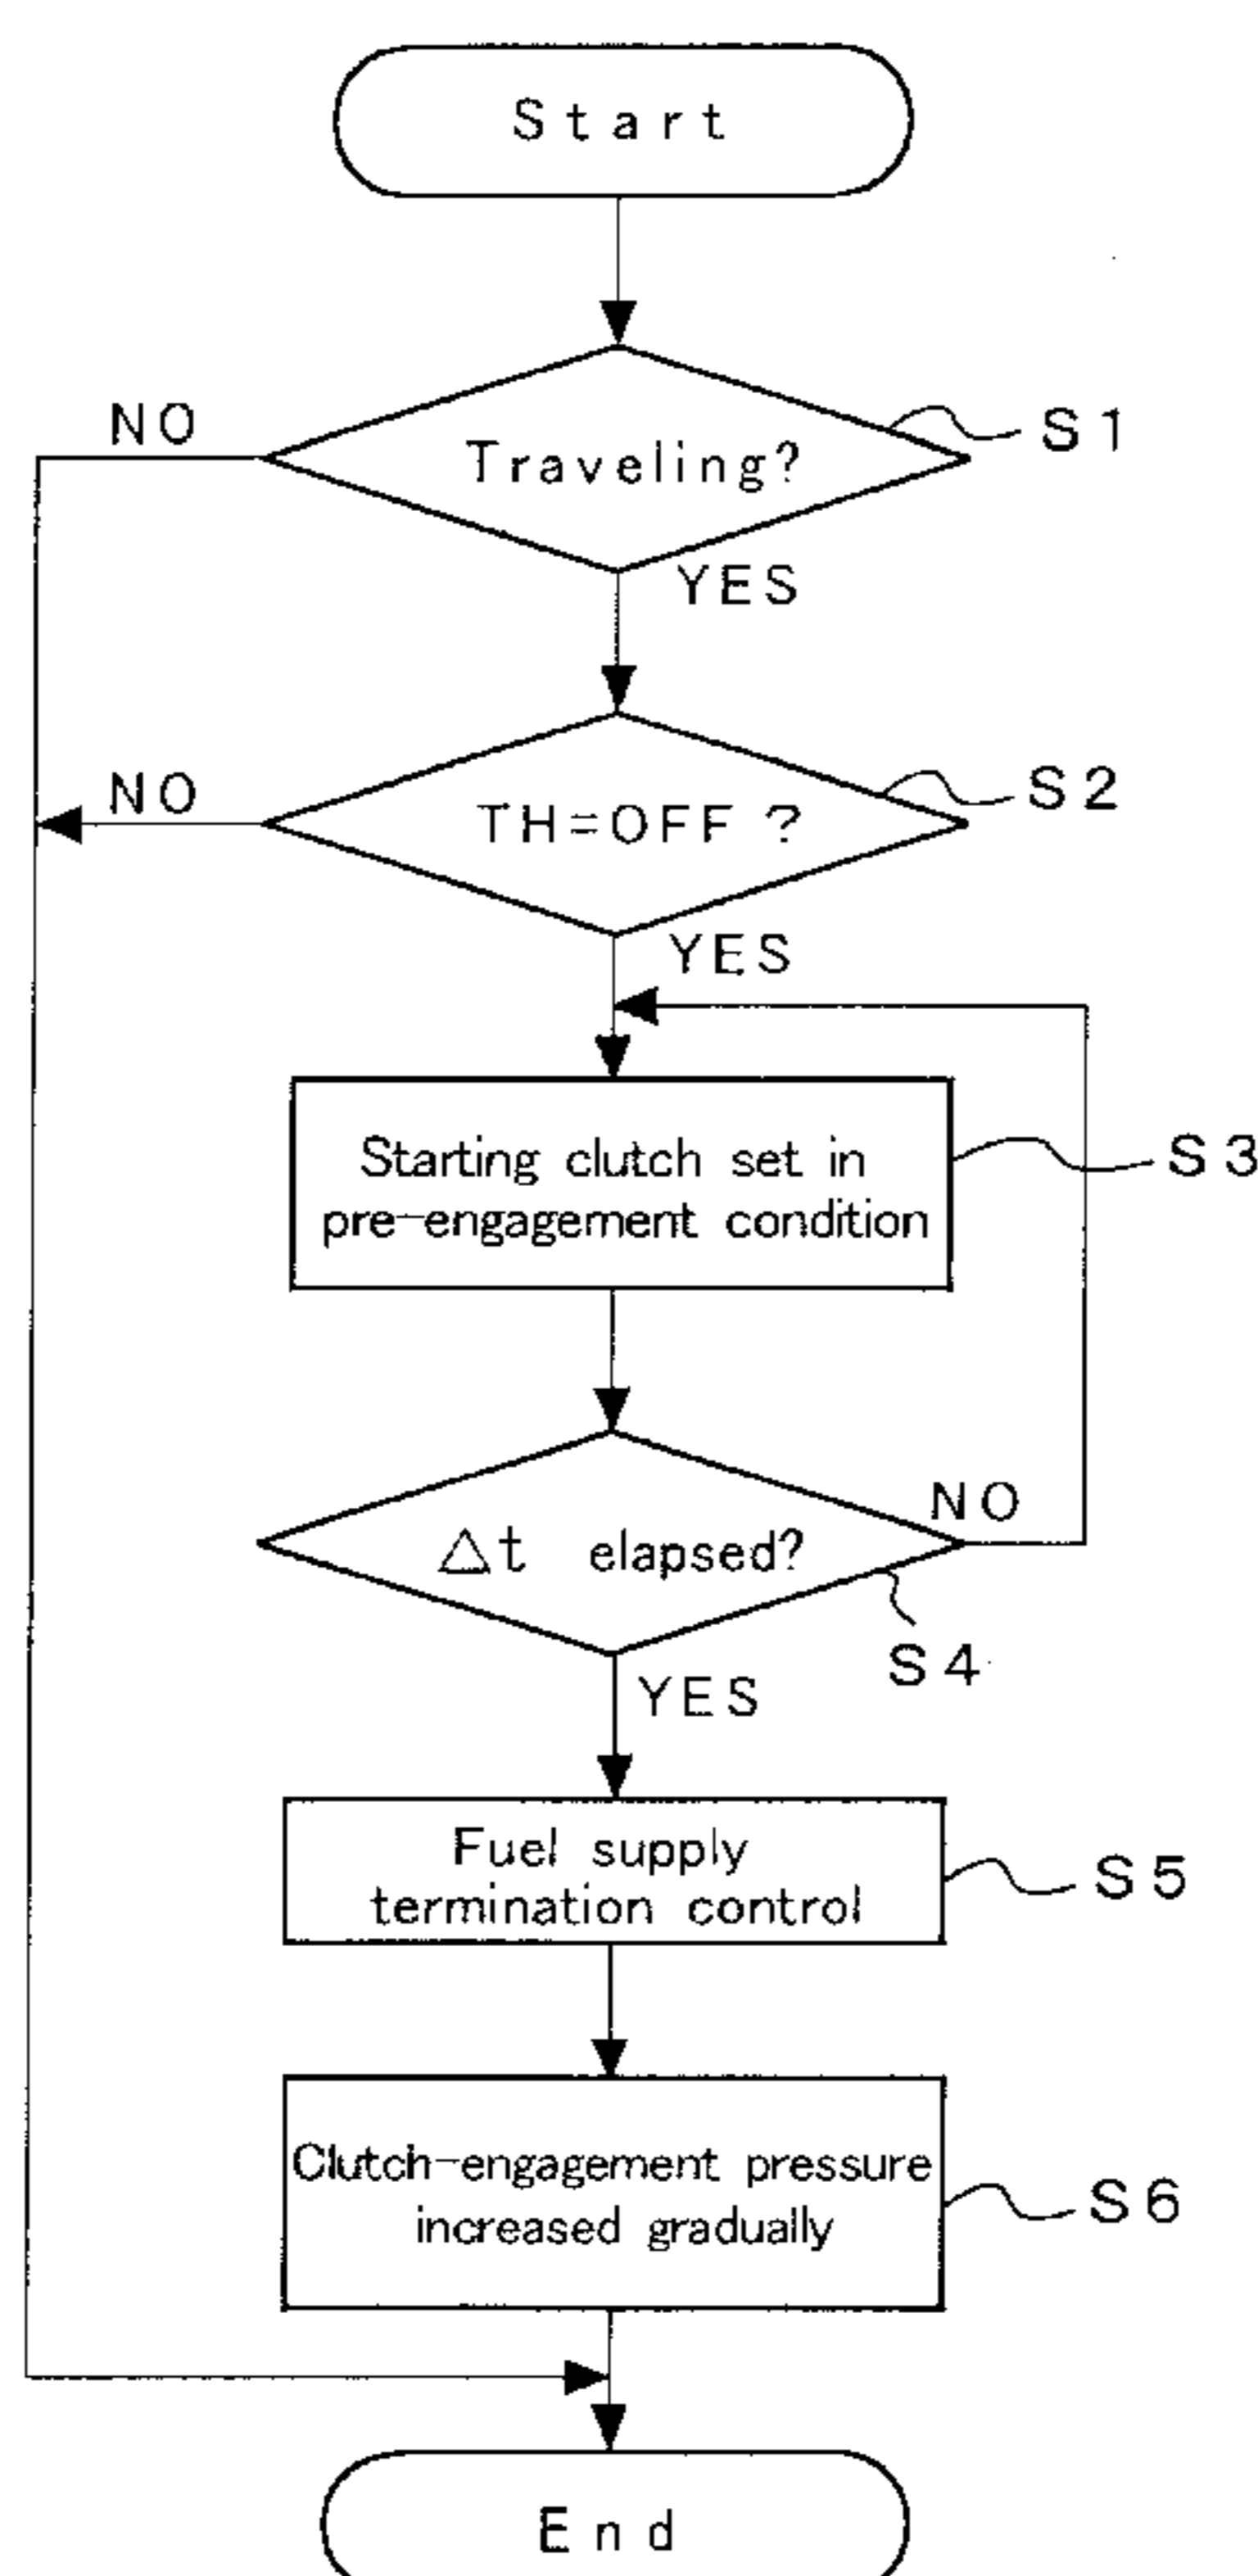 Start
NO
Traveling?
S1
YES
NO
TH=OFF ?
S2
YES
Starting clutch set in
pre-engagement condition
S3
NO
Δt elapsed?
S4
YES
Fuel supply
termination control
S5
Clutch-engagement pressure
increased gradually
S6
End